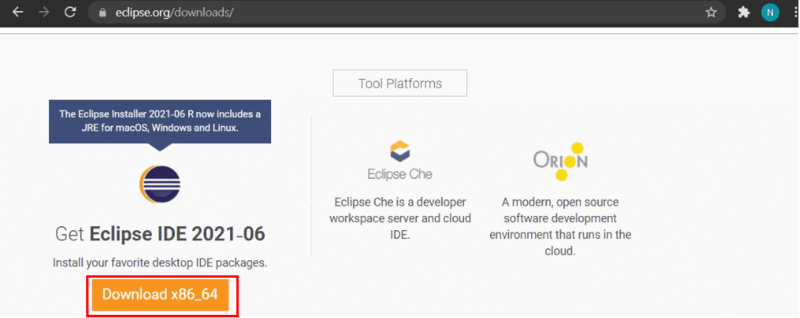 eclipse.org/downloads/
N
Tool Platforms
The Eclipse Installer 2021-06 R now includes a
JRE for macOS, Windows and Linux.
Get Eclipse IDE 2021-06
Install your favorite desktop IDE packages.
Download x86_64
Eclipse Che
Eclipse Che is a developer
workspace server and cloud
IDE.
ORION
A modern, open source
software development
environment that runs in the
cloud.